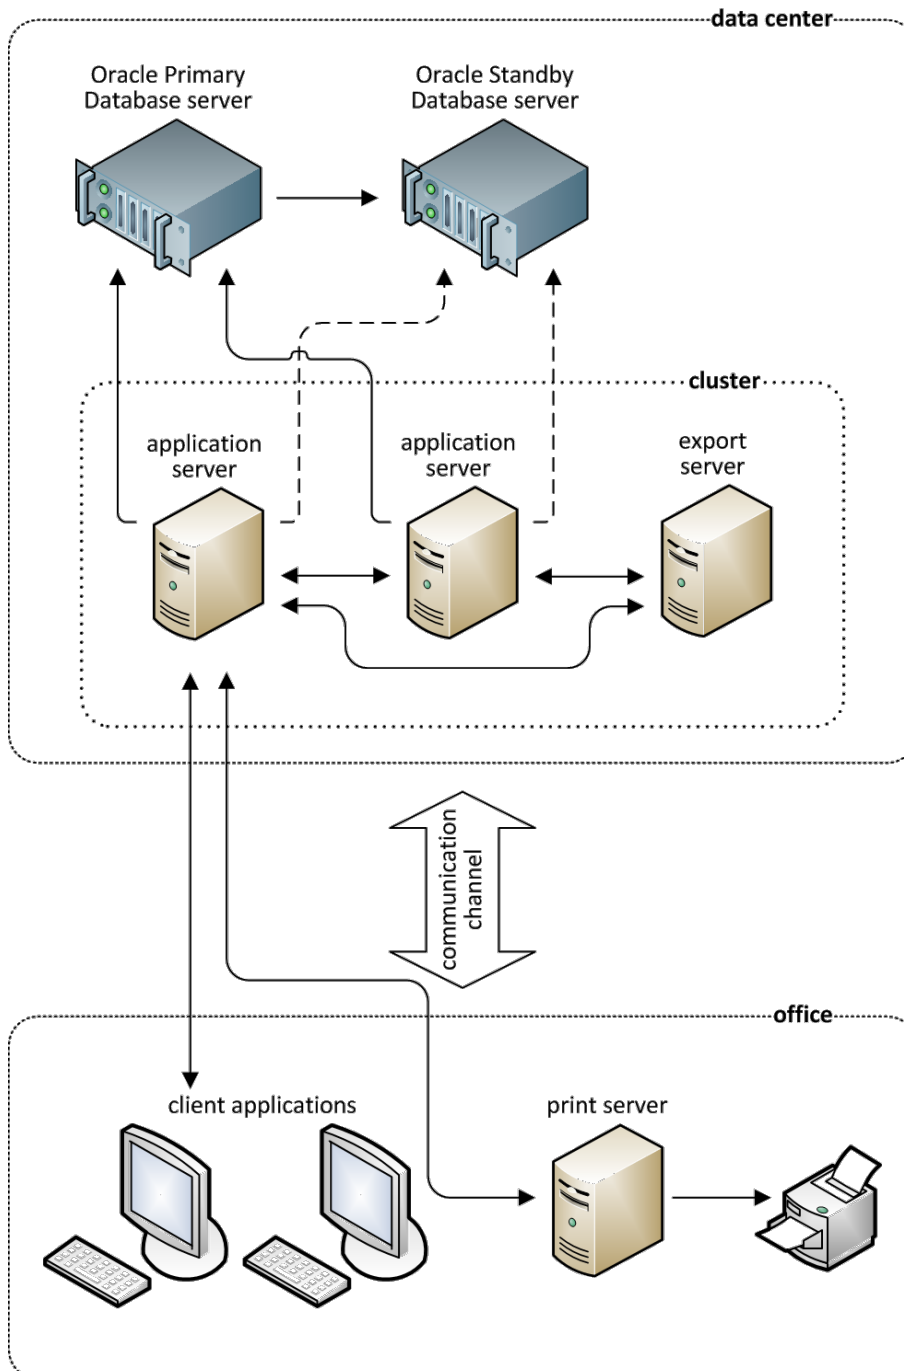 data center
Oracle Primary
Database server
Oracle Standby
Database server
cluster
application
server
application
server
export
server
communication
channel
office
client applications
print server